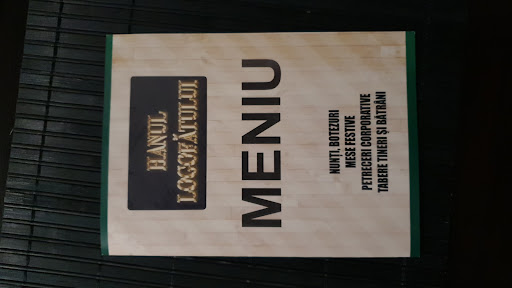 HANUL
LOGOFĂTULUI
MENIU
NUNȚI, BOTEZURI
MESE FESTIVE
PETRECERI CORPORATIVE
TABERE TINERI ȘI BĂTRÂNI